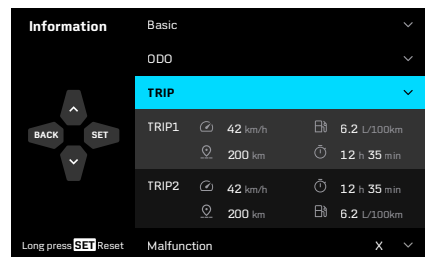 Information
Basic
ODO
TRIP
BACK SET
TRIP1 42 km/h 6.2 L/100km
200 km 12 h 35 min
TRIP2 42 km/h 12 h 35 min
200 km 6.2 L/100km
Long press SET Reset
Malfunction X